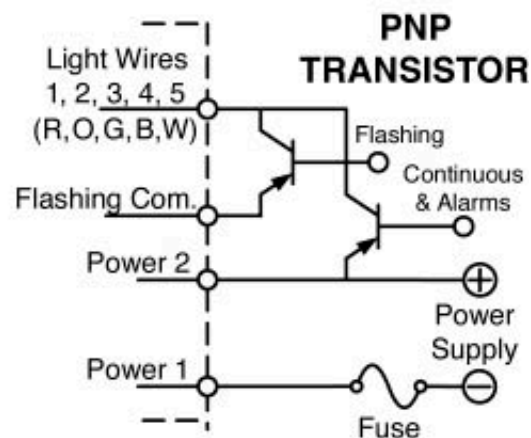 PNP
TRANSISTOR
Light Wires
1, 2, 3, 4, 5
(R,O,G,B,W)
Flashing
Continuous
& Alarms
Flashing Com.
Power 2
+
Power
Supply
Power 1
−
Fuse